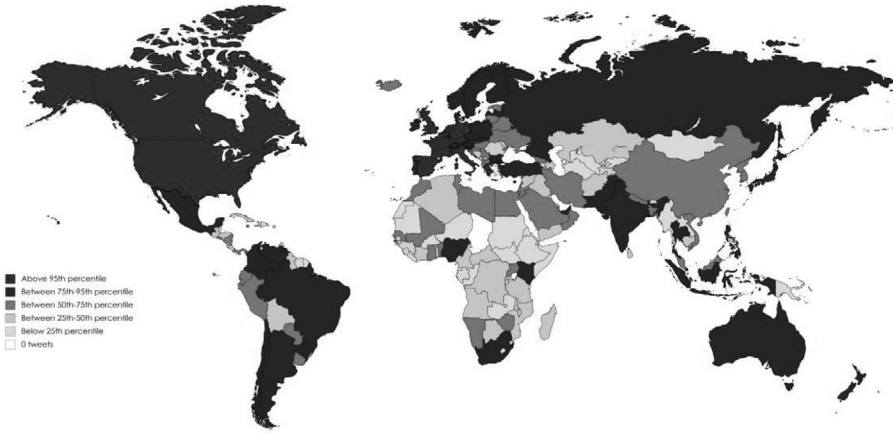 Above 95th percentile
Between 75th-95th percentile
Between 50th-75th percentile
Between 25th-50th percentile
Below 25th percentile
0 tweets